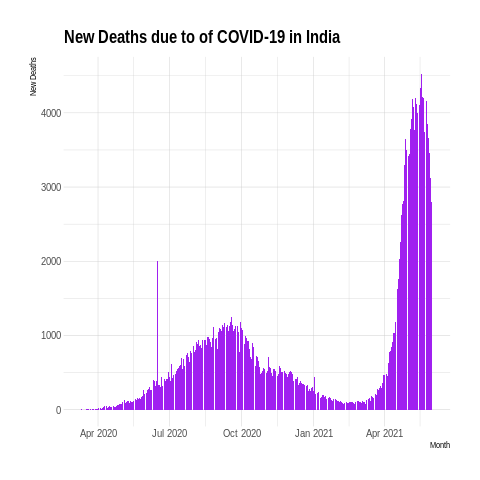 New Deaths due to of COVID-19 in India
New Deaths
4000
3000
2000
1000
0
Apr 2020 Jul 2020 Oct 2020 Jan 2021 Apr 2021
Month